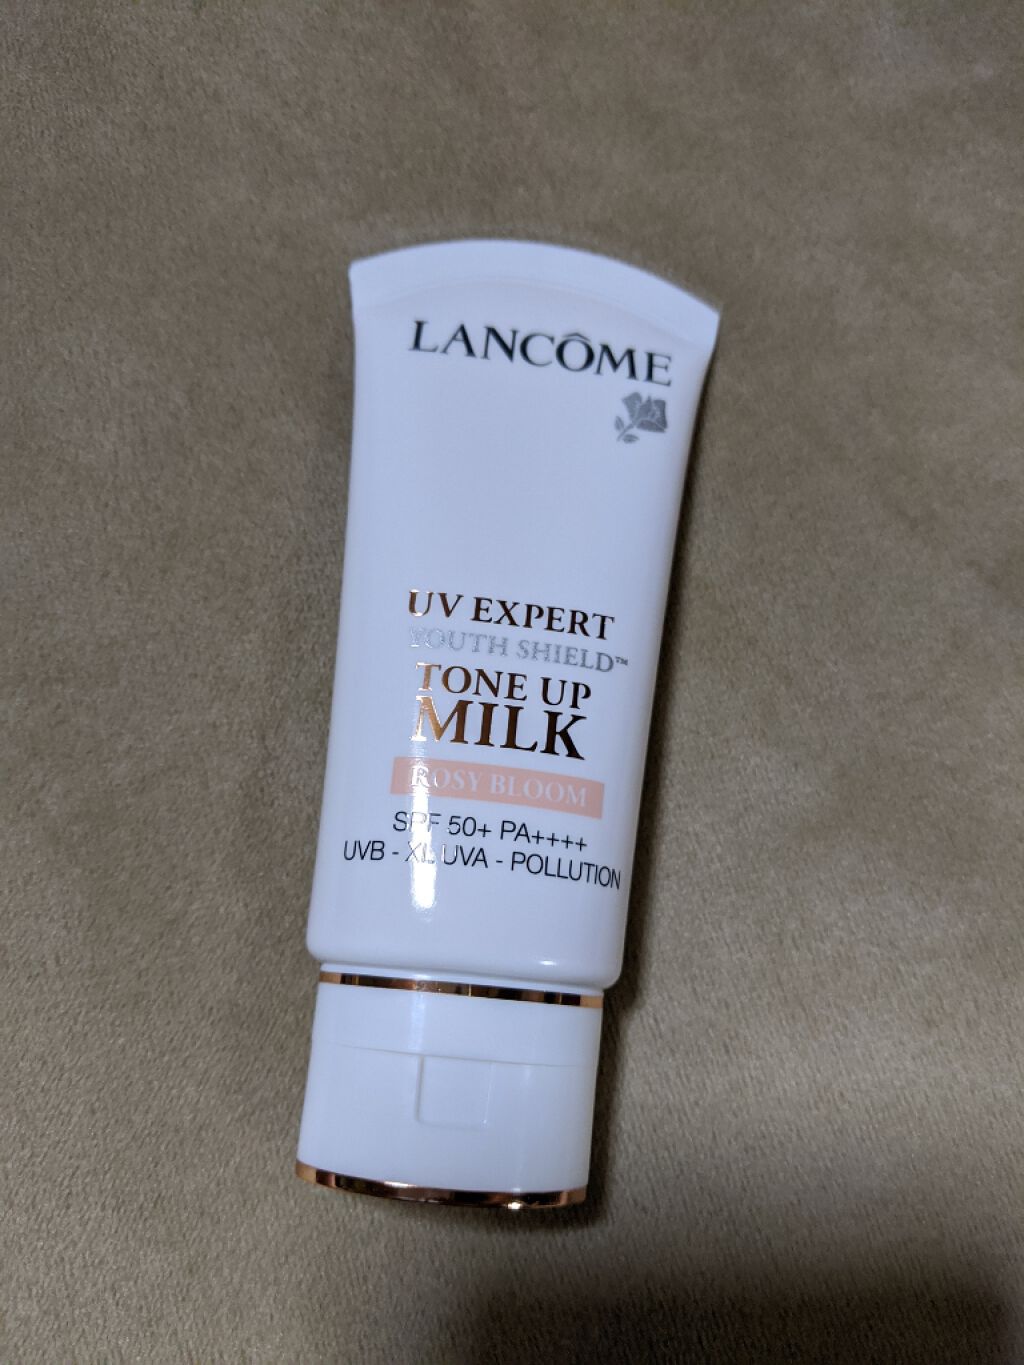 LANCÔME
UV EXPERT
YOUTH SHIELD™
TONE UP
MILK
ROSY BLOOM
SPF 50+ PA++++
UVB - XL UVA - POLLUTION